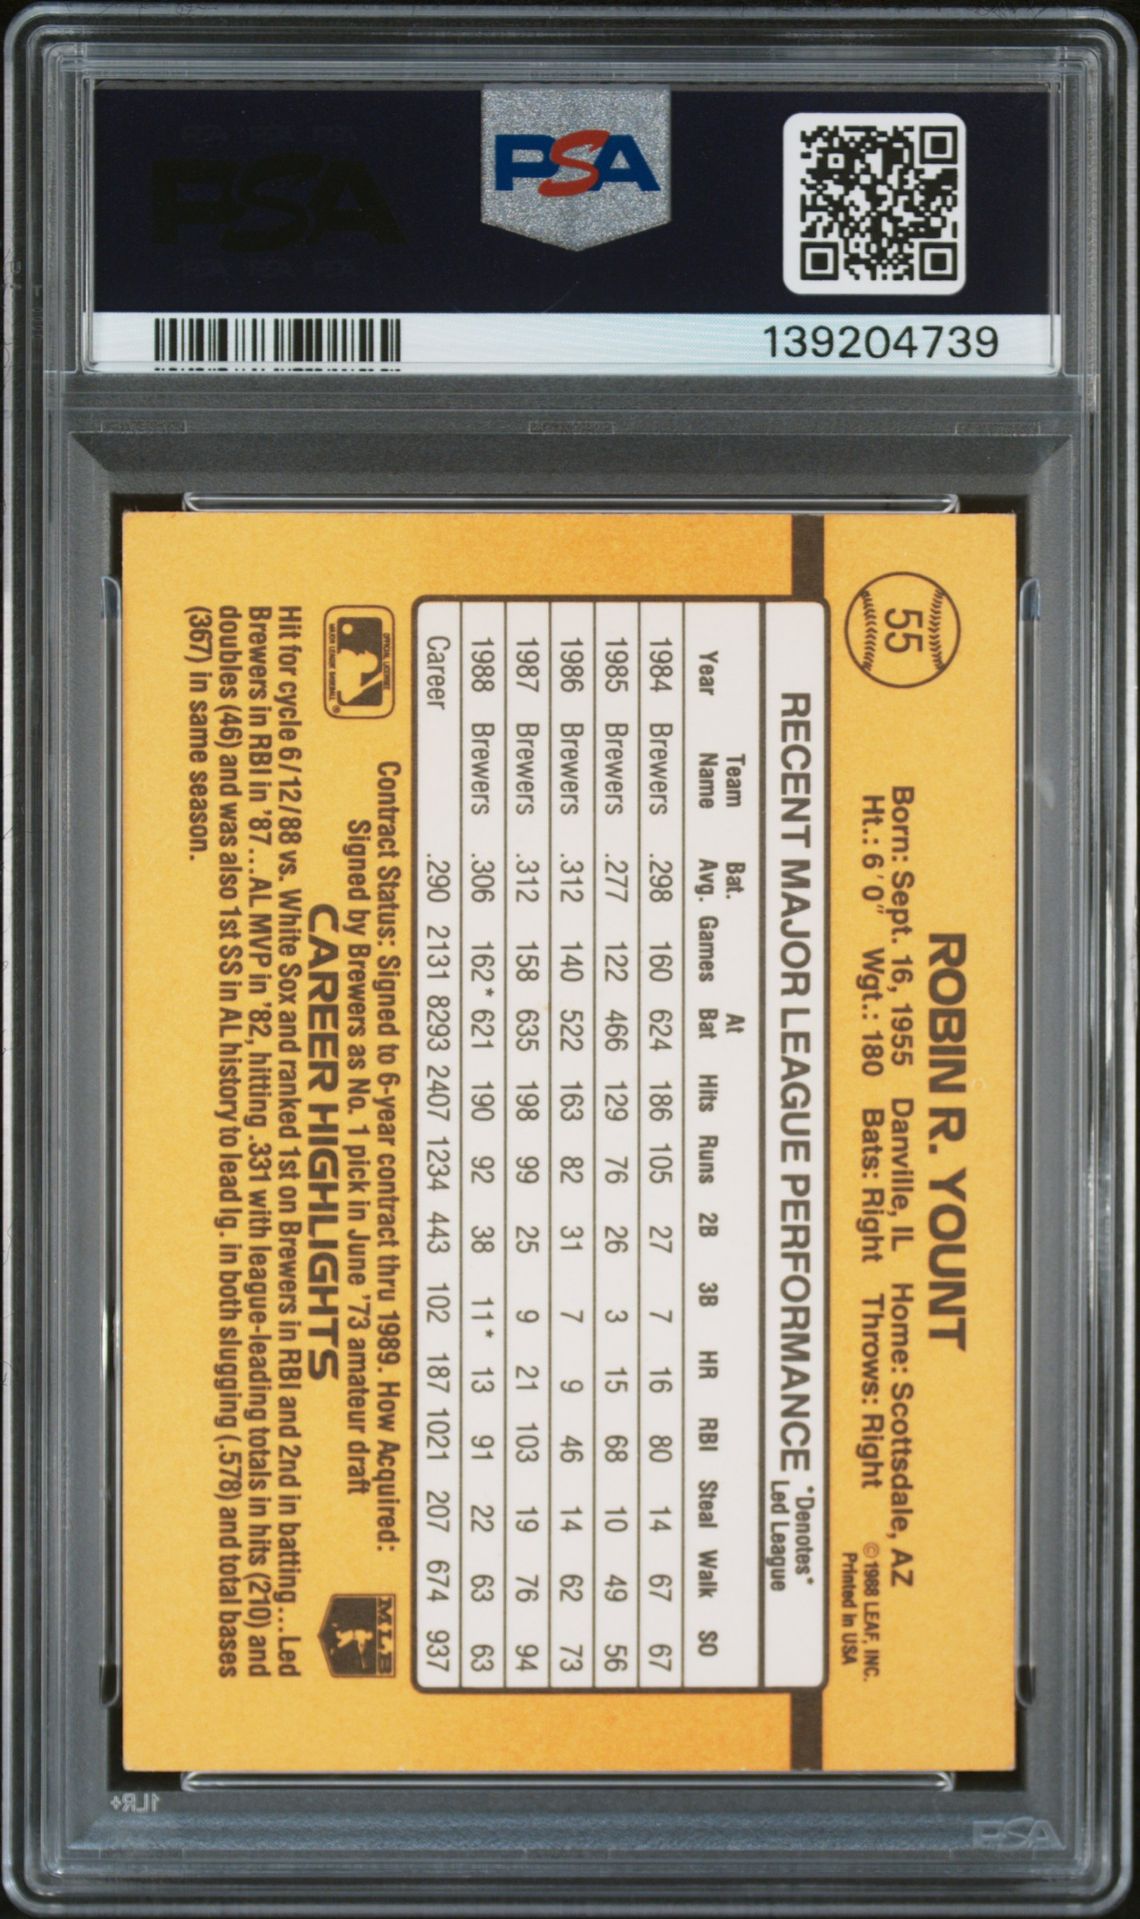 PSA
139204739
55
ROBIN R. YOUNT
Born: Sept. 16, 1955 Danville, IL Home: Scottsdale, AZ
Ht.: 6'0" Wgt.: 180 Bats: Right Throws: Right
© 1988 LEAF, INC.
Printed in USA
RECENT MAJOR LEAGUE PERFORMANCE *Denotes* Led League
Year Team Name Bat. Avg. Games At Bat Hits Runs 2B 3B HR RBI Steal Walk SO
1984 Brewers .298 160 624 186 105 27 7 16 80 14 67 67
1985 Brewers .277 122 466 129 76 26 3 15 68 10 49 56
1986 Brewers .312 140 522 163 82 31 7 9 46 14 62 73
1987 Brewers .312 158 635 198 99 25 9 21 103 19 76 94
1988 Brewers .306 162* 621 190 92 38 11* 13 91 22 63 63
Career .290 2131 8293 2407 1234 443 102 187 1021 207 674 937
Contract Status: Signed to 6-year contract thru 1989. How Acquired:
Signed by Brewers as No. 1 pick in June '73 amateur draft
CAREER HIGHLIGHTS
MLB
Hit for cycle 6/12/88 vs. White Sox and ranked 1st on Brewers in RBI and 2nd in batting...Led
Brewers in RBI in '87...AL MVP in '82, hitting .331 with league-leading totals in hits (210) and
doubles (46) and was also 1st SS in AL history to lead lg. in both slugging (.578) and total bases
(367) in same season.
1LR+
PSA